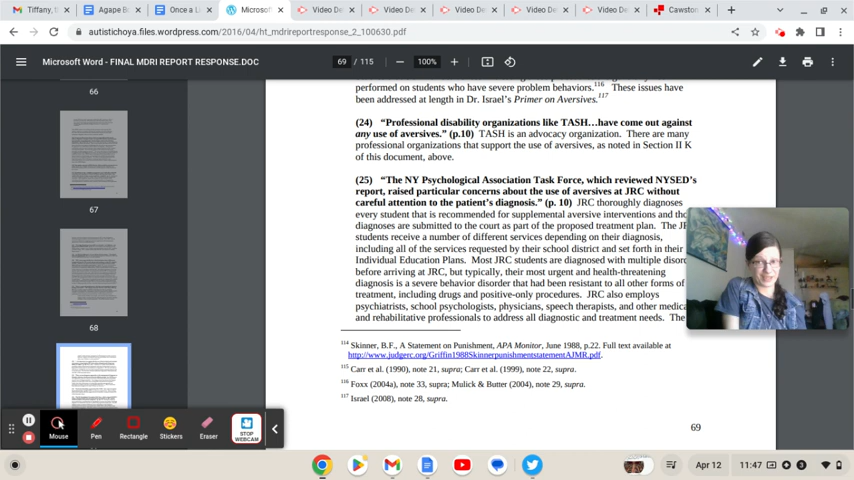 Tiffany, th
Agape Bo
Once a Li
Microsof
Video De
Video De
Video De
Video De
Video De
Cawston
autistichoya.files.wordpress.com/2016/04/ht_mdrireportresponse_2_100630.pdf
Microsoft Word - FINAL MDRI REPORT RESPONSE.DOC
69 / 115
100%
66
67
68
performed on students who have severe problem behaviors.116 These issues have
been addressed at length in Dr. Israel's Primer on Aversives.117
(24) “Professional disability organizations like TASH…have come out against
any use of aversives.” (p.10) TASH is an advocacy organization. There are many
professional organizations that support the use of aversives, as noted in Section II K
of this document, above.
(25) “The NY Psychological Association Task Force, which reviewed NYSED’s
report, raised particular concerns about the use of aversives at JRC without
careful attention to the patient’s diagnosis.” (p. 10) JRC thoroughly diagnoses
every student that is recommended for supplemental aversive interventions and
diagnoses are submitted to the court as part of the proposed treatment plan. The
students receive a number of different services depending on their diagnosis,
including all of the services requested by their school district and set forth in their
Individual Education Plans. Most JRC students are diagnosed with multiple
before arriving at JRC, but typically, their most urgent and health-threatening
diagnosis is a severe behavior disorder that had been resistant to all other forms of
treatment, including drugs and positive-only procedures. JRC also employs
psychiatrists, school psychologists, physicians, speech therapists, and other
and rehabilitative professionals to address all diagnostic and treatment needs. The
114 Skinner, B.F., A Statement on Punishment, APA Monitor, June 1988, p.22. Full text available at
http://www.judgerc.org/Griffin1988SkinnerpunishmentstatementAJMR.pdf.
115 Carr et al. (1990), note 21, supra; Carr et al. (1999), note 22, supra.
116 Foxx (2004a), note 33, supra; Mulick & Butter (2004), note 29, supra.
117 Israel (2008), note 28, supra.
69
Mouse
Pen
Rectangle
Stickers
Eraser
STOP
WEBCAM
Apr 12
11:47
3